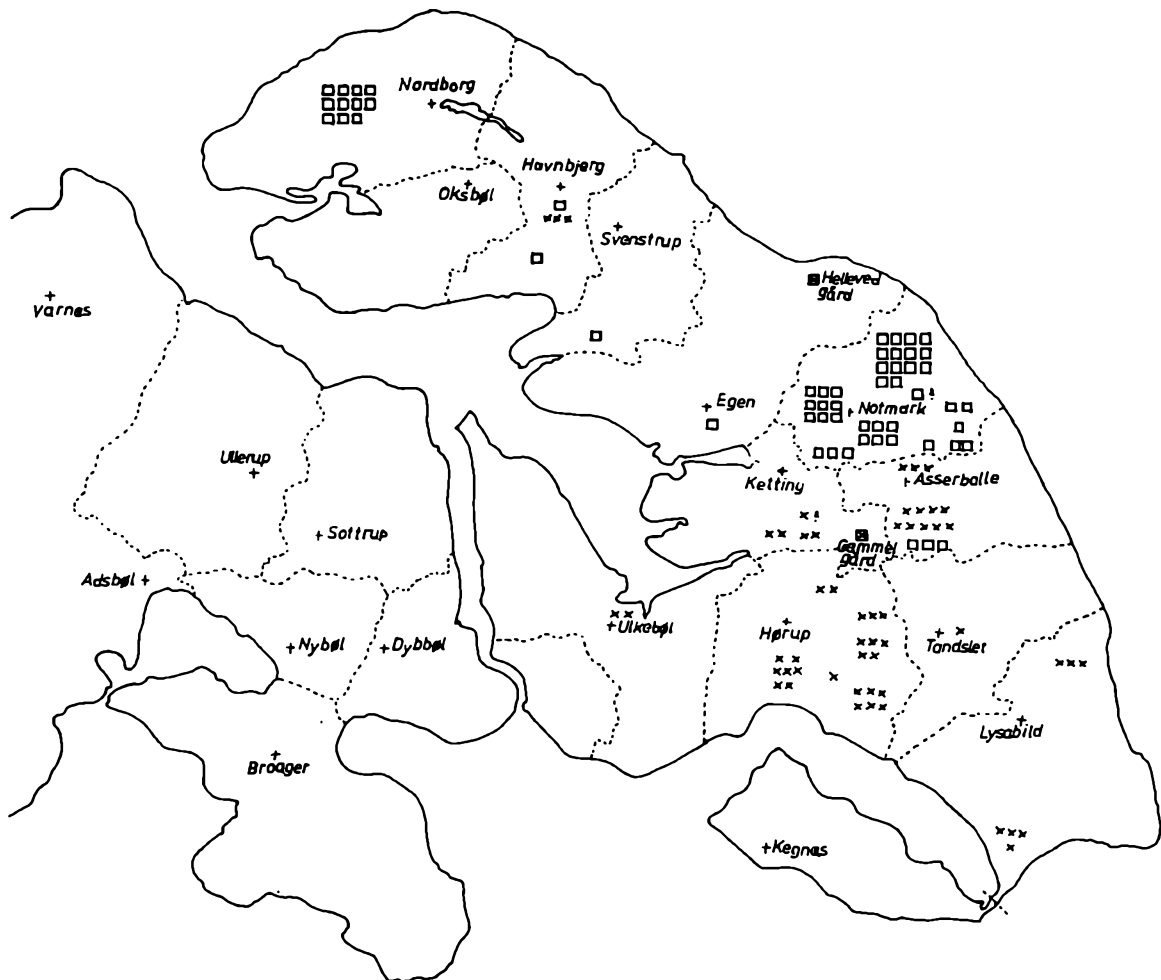 Nordborg
Havnbjerg
Oksbøl
Svenstrup
Helleved
gård
Varnæs
Egen
Notmark
Ullerup
Ketting
Asserballe
Sottrup
Gammel
gård
Adsbøl
Nybøl
Dybbøl
Ulkebøl
Hørup
Tandslet
Lysabild
Broager
Kegnæs